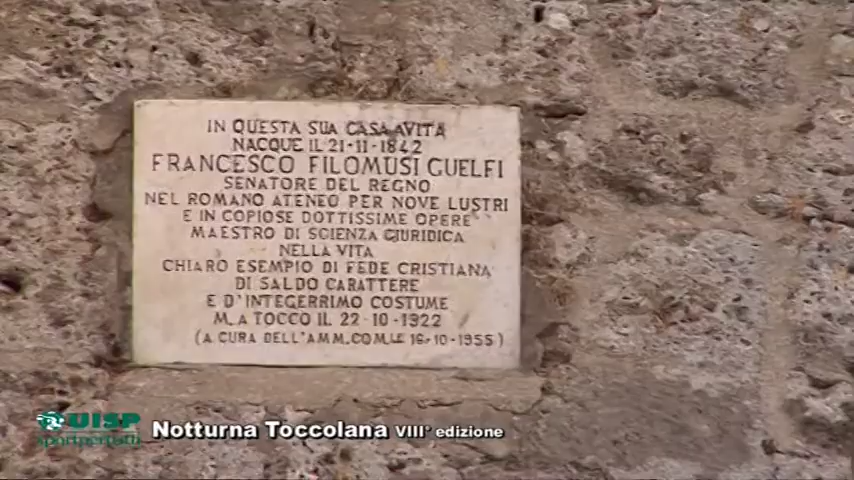 IN QUESTA SUA CASA AVITA
NACQUE IL 21-11-1842
FRANCESCO FILOMUSI GUELFI
SENATORE DEL REGNO
NEL ROMANO ATENEO PER NOVE LUSTRI
E IN COPIOSE DOTTISSIME OPERE
MAESTRO DI SCIENZA GIURIDICA
NELLA VITA
CHIARO ESEMPIO DI FEDE CRISTIANA
DI SALDO CARATTERE
E D'INTEGERRIMO COSTUME
M. A TOCCO IL 22-10-1922
(A CURA DELL'AMM. COM.LE 16-10-1955)
UISP
sportpertutti
Notturna Toccolana VIII° edizione